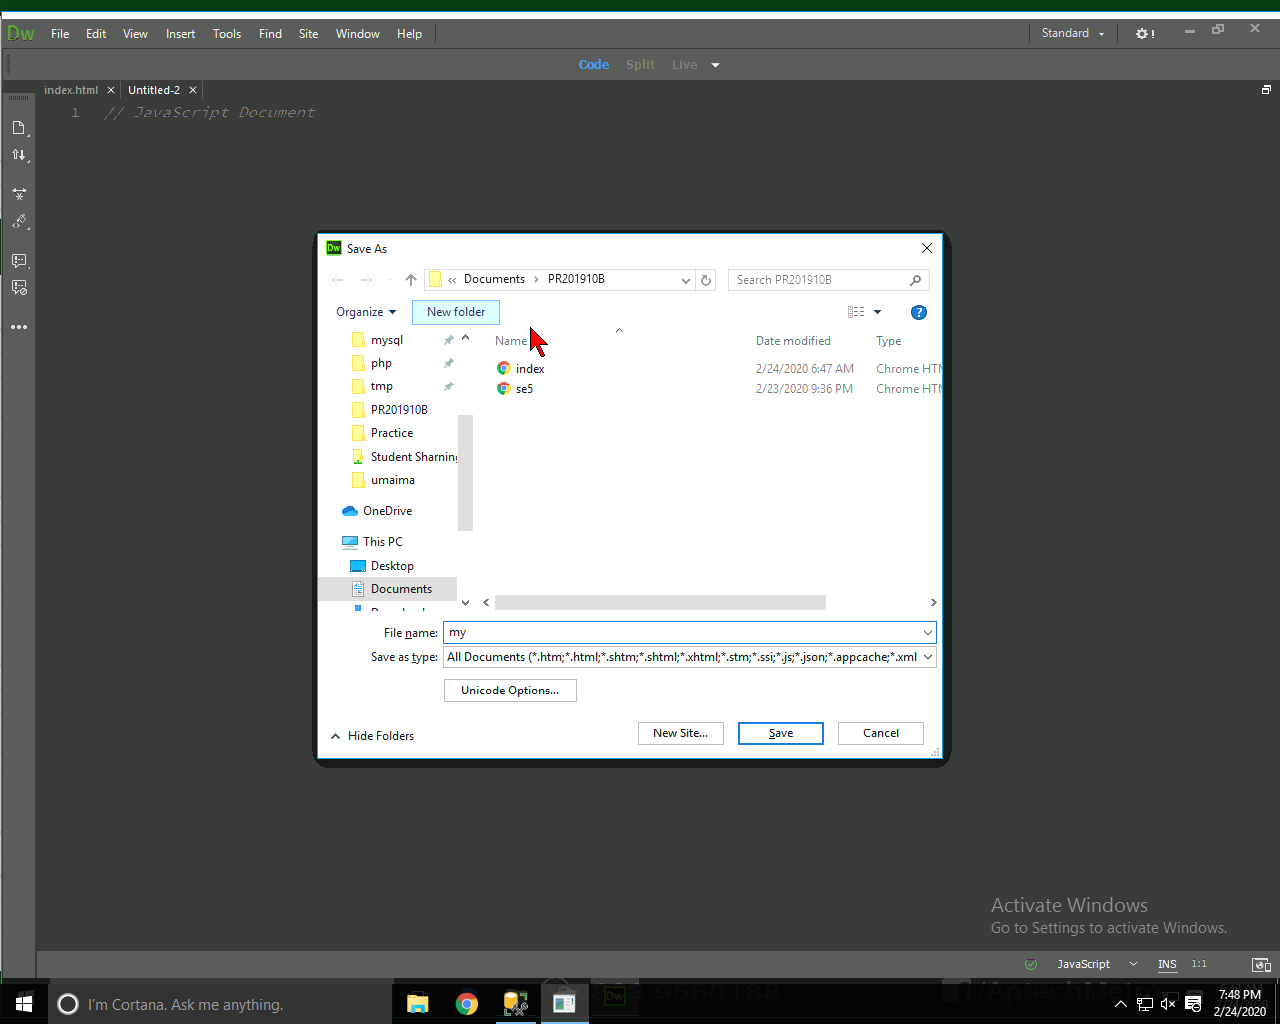 Dw File Edit View Insert Tools Find Site Window Help Standard !
Code Split Live
index.html × Untitled-2 ×
1 // JavaScript Document
Dw Save As
« Documents › PR201910B Search PR201910B
Organize New folder ?
Name Date modified Type
mysql
php
tmp
PR201910B
Practice
Student Sharning
umaima
OneDrive
This PC
Desktop
Documents
index 2/24/2020 6:47 AM Chrome HTM
se5 2/23/2020 9:36 PM Chrome HTM
File name: my
Save as type: All Documents (*.htm;*.html;*.shtm;*.shtml;*.xhtml;*.stm;*.ssi;*.js;*.json;*.appcache;*.xml
Unicode Options...
Hide Folders New Site... Save Cancel
Activate Windows
Go to Settings to activate Windows.
JavaScript INS 1:1
I'm Cortana. Ask me anything.
Dw
7:48 PM
2/24/2020